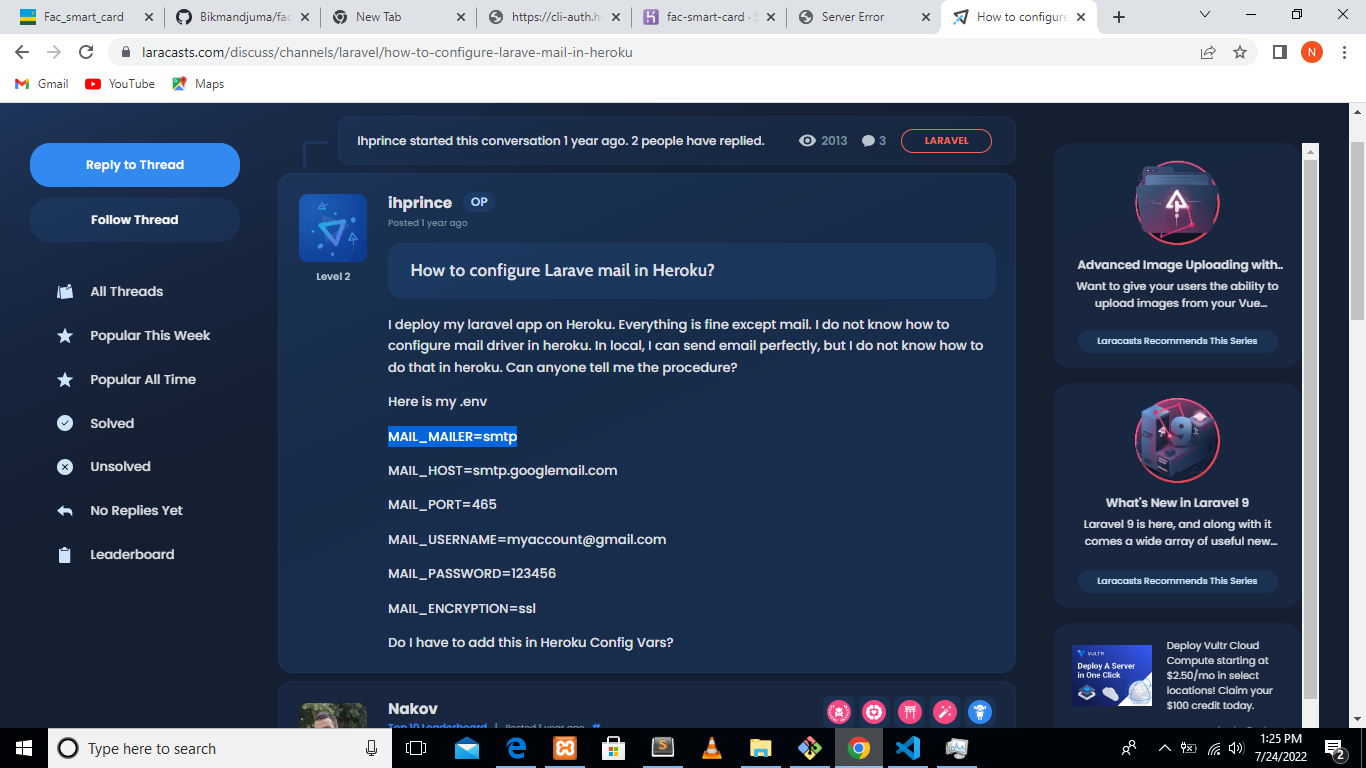 Fac_smart_card
Bikmandjuma/fac
New Tab
https://cli-auth.h
fac-smart-card · S
Server Error
How to configure
laracasts.com/discuss/channels/laravel/how-to-configure-larave-mail-in-heroku
N
Gmail
YouTube
Maps
Ihprince started this conversation 1 year ago. 2 people have replied.
2013
3
LARAVEL
Reply to Thread
Follow Thread
All Threads
Popular This Week
Popular All Time
Solved
Unsolved
No Replies Yet
Leaderboard
ihprince OP
Posted 1 year ago
Level 2
How to configure Larave mail in Heroku?
I deploy my laravel app on Heroku. Everything is fine except mail. I do not know how to
configure mail driver in heroku. In local, I can send email perfectly, but I do not know how to
do that in heroku. Can anyone tell me the procedure?
Here is my .env
MAIL_MAILER=smtp
MAIL_HOST=smtp.googlemail.com
MAIL_PORT=465
MAIL_USERNAME=myaccount@gmail.com
MAIL_PASSWORD=123456
MAIL_ENCRYPTION=ssl
Do I have to add this in Heroku Config Vars?
Nakov
Top 10 Leaderboard | Posted 1 year ago #
Advanced Image Uploading with..
Want to give your users the ability to
upload images from your Vue...
Laracasts Recommends This Series
9
What's New in Laravel 9
Laravel 9 is here, and along with it
comes a wide array of useful new...
Laracasts Recommends This Series
VULTR
Deploy A Server
in One Click
Deploy Vultr Cloud
Compute starting at
$2.50/mo in select
locations! Claim your
$100 credit today.
Type here to search
1:25 PM
7/24/2022
2